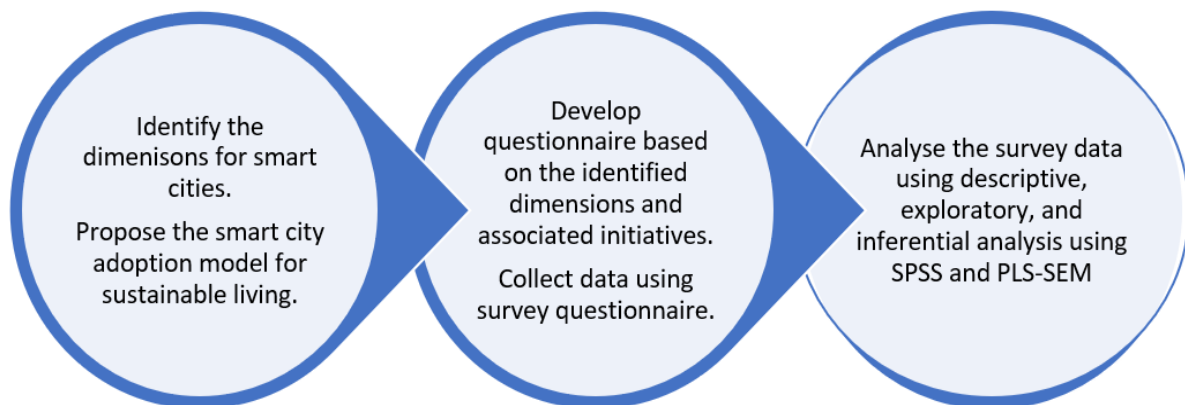 Identify the
dimenisons for smart
cities.
Propose the smart city
adoption model for
sustainable living.
Develop
questionnaire based
on the identified
dimensions and
associated initiatives.
Collect data using
survey questionnaire.
Analyse the survey data
using descriptive,
exploratory, and
inferential analysis using
SPSS and PLS-SEM